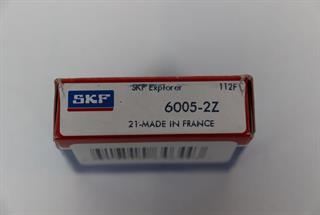 SKF Explorer 112F
SKF 6005-2Z
21-MADE IN FRANCE